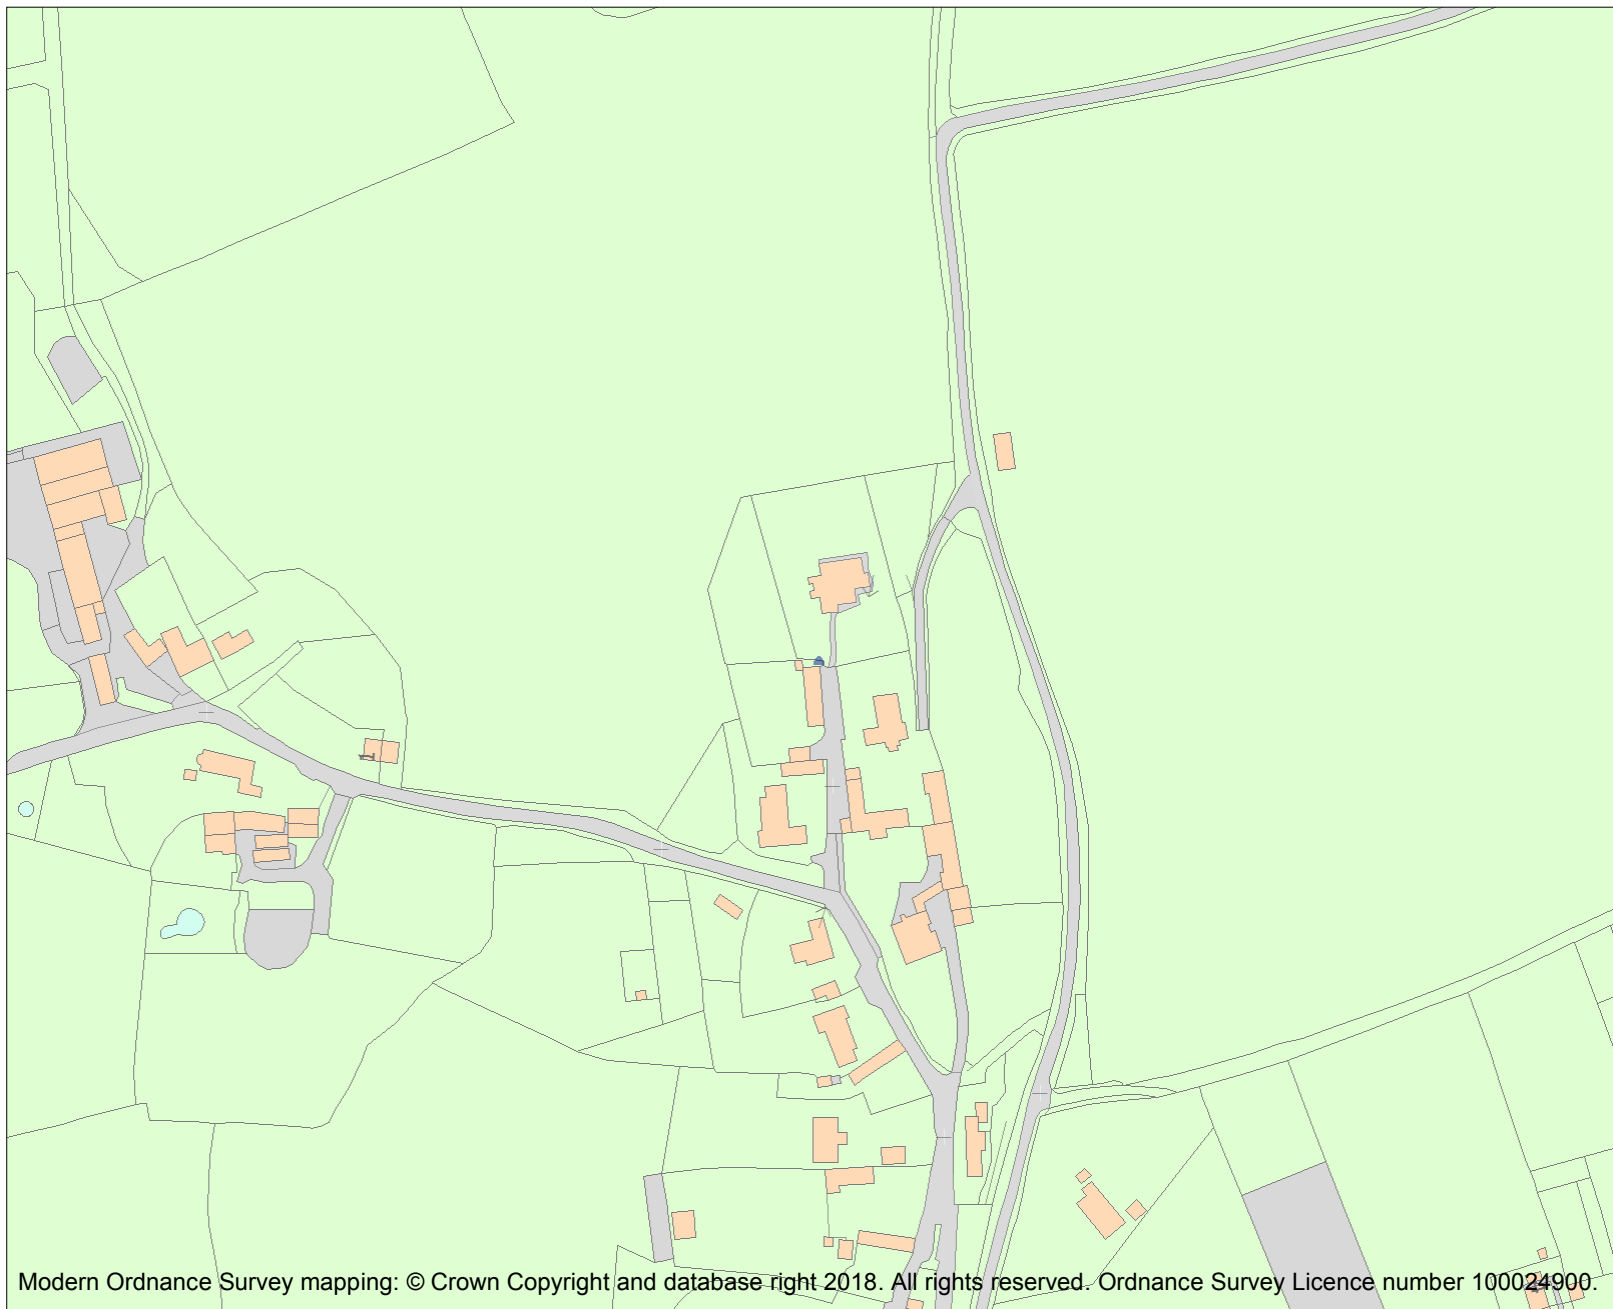 Modern Ordnance Survey mapping: © Crown Copyright and database right 2018. All rights reserved. Ordnance Survey Licence number 100024900.